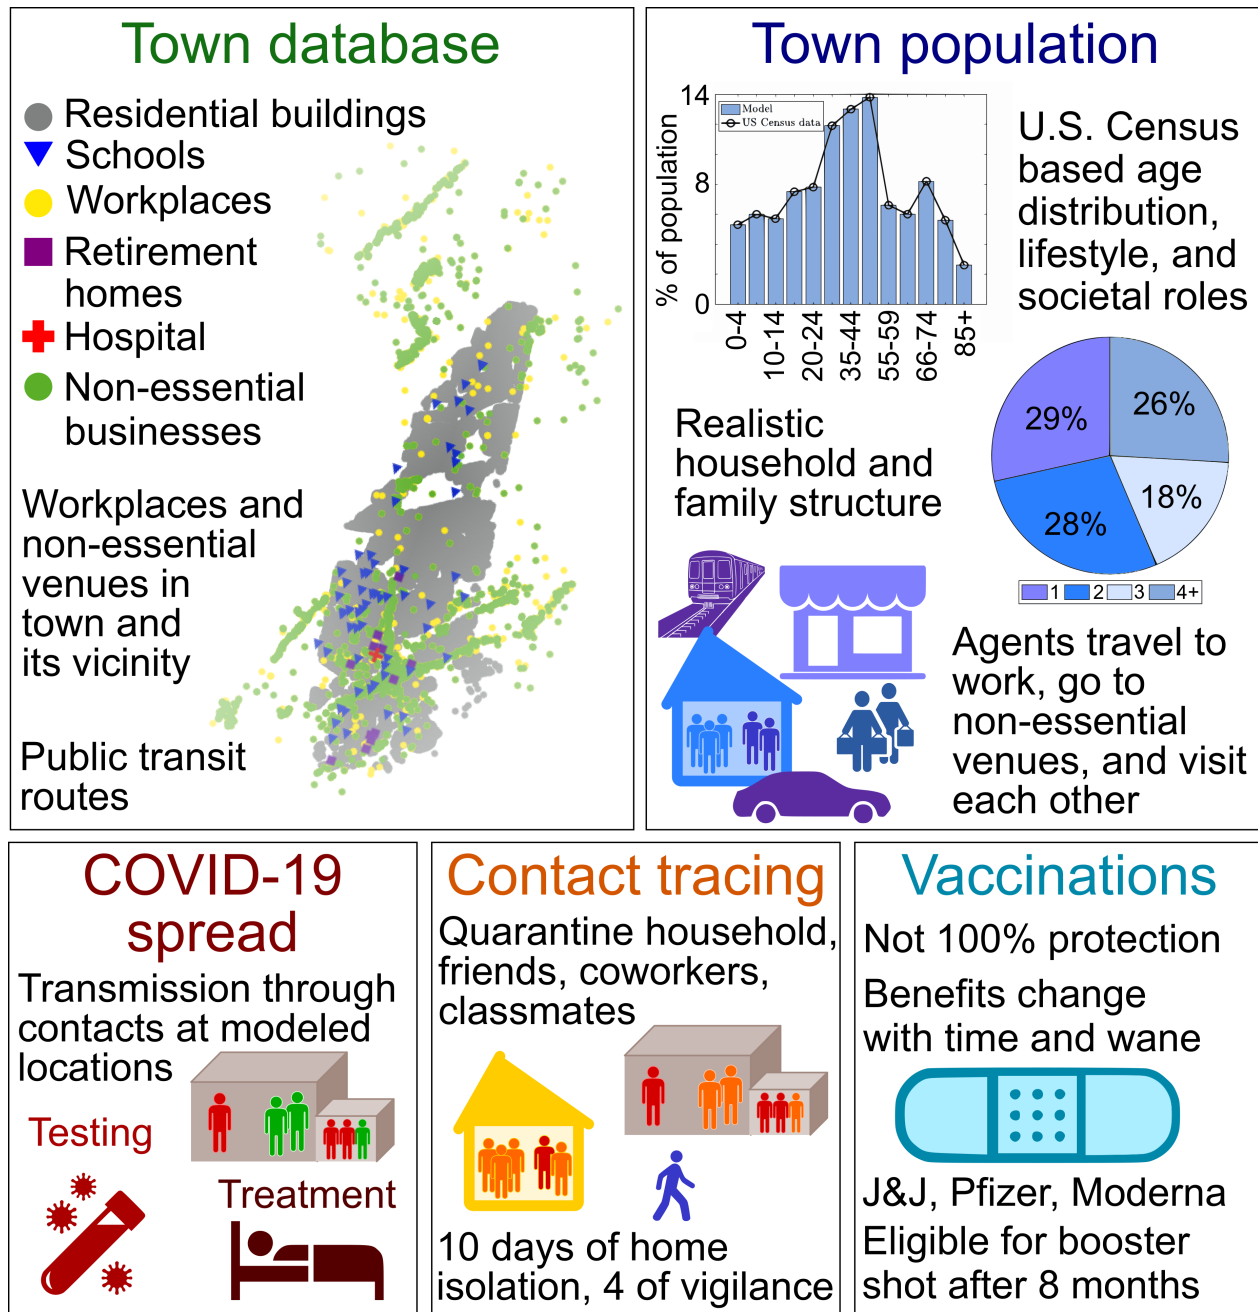 Town database
Residential buildings
Schools
Workplaces
Retirement
homes
Hospital
Non-essential
businesses
Workplaces and
non-essential
venues in
town and
its vicinity
Public transit
routes
Town population
% of population
14
8
0
Model
US Census data
0-4
10-14
20-24
35-44
55-59
66-74
85+
U.S. Census
based age
distribution,
lifestyle, and
societal roles
Realistic
household and
family structure
29%
26%
18%
28%
1 2 3 4+
Agents travel to
work, go to
non-essential
venues, and visit
each other
COVID-19
spread
Transmission through
contacts at modeled
locations
Testing
Treatment
Contact tracing
Quarantine household,
friends, coworkers,
classmates
10 days of home
isolation, 4 of vigilance
Vaccinations
Not 100% protection
Benefits change
with time and wane
J&J, Pfizer, Moderna
Eligible for booster
shot after 8 months